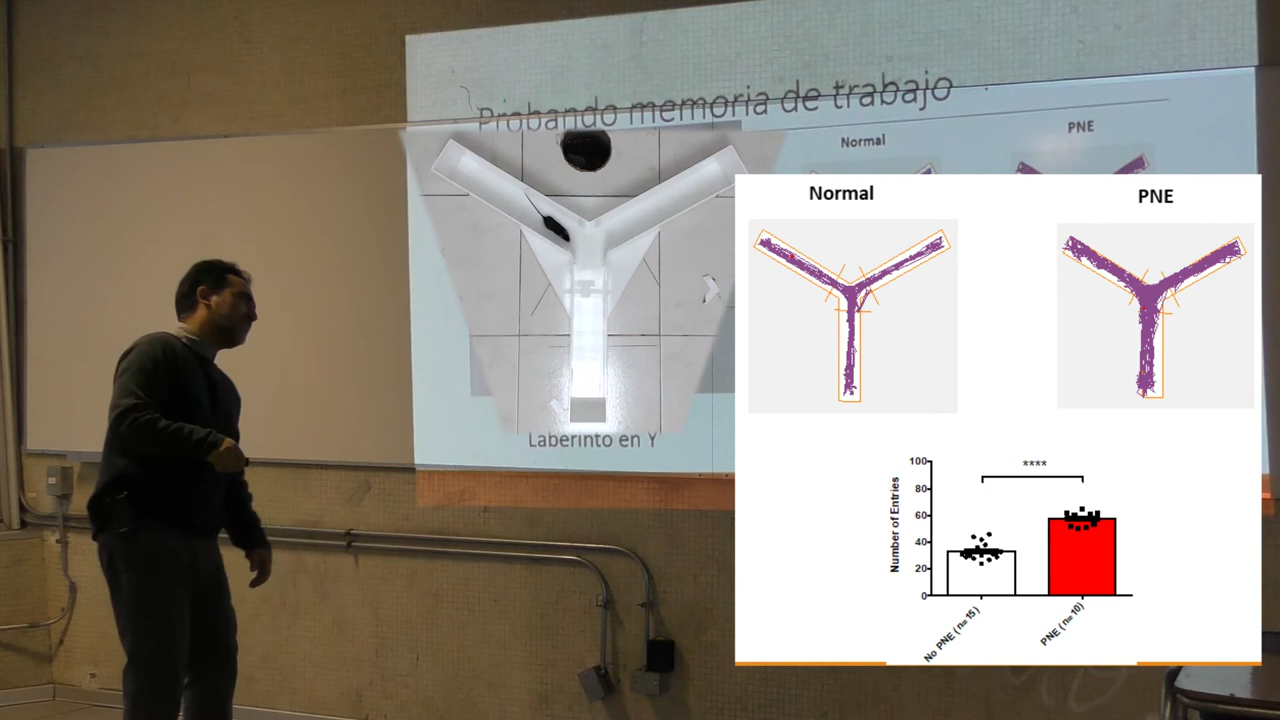 Probando memoria de trabajo
Normal
PNE
Laberinto en Y
Normal
PNE
****
Number of Entries
100
80
60
40
20
0
No PNE ( n=15 )
PNE ( n=10)